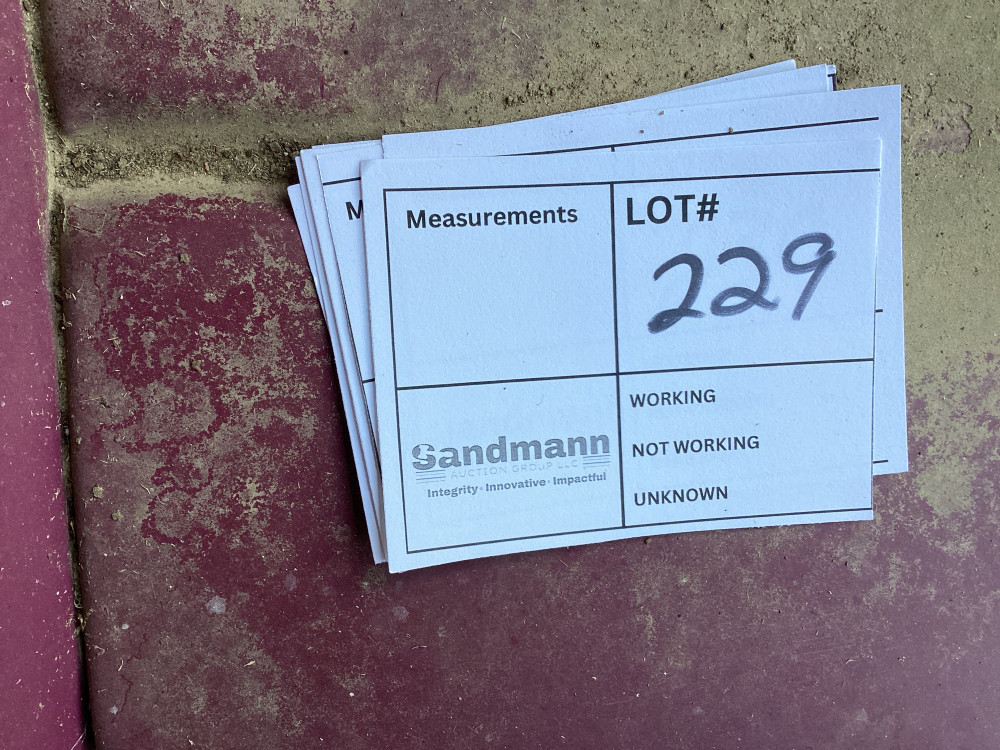 Measurements
LOT#
229
M
Sandmann
AUCTION GROUP LLC
Integrity • Innovative • Impactful
WORKING
NOT WORKING
UNKNOWN